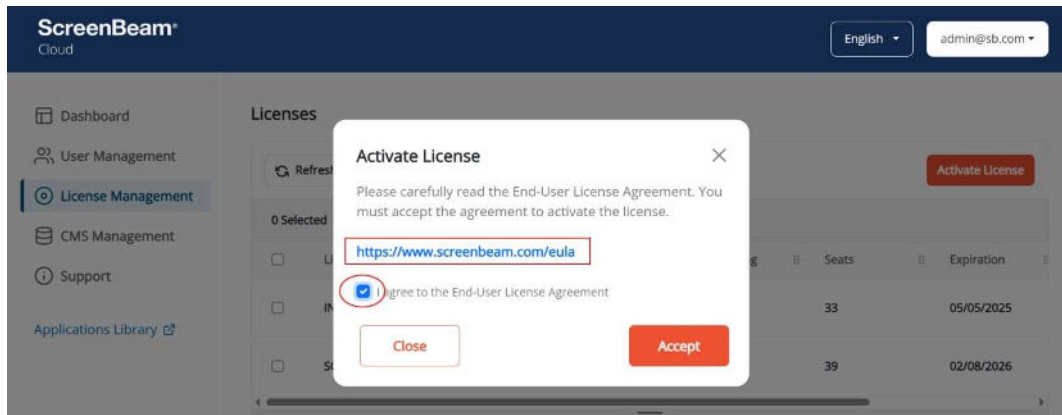 ScreenBeam®
Cloud
English
admin@sb.com
Dashboard
User Management
License Management
CMS Management
Support
Applications Library
Licenses
Refresh
Activate License
0 Selected
Seats
Expiration
33
05/05/2025
39
02/08/2026
Activate License
Please carefully read the End-User License Agreement. You
must accept the agreement to activate the license.
https://www.screenbeam.com/eula
I agree to the End-User License Agreement
Close
Accept